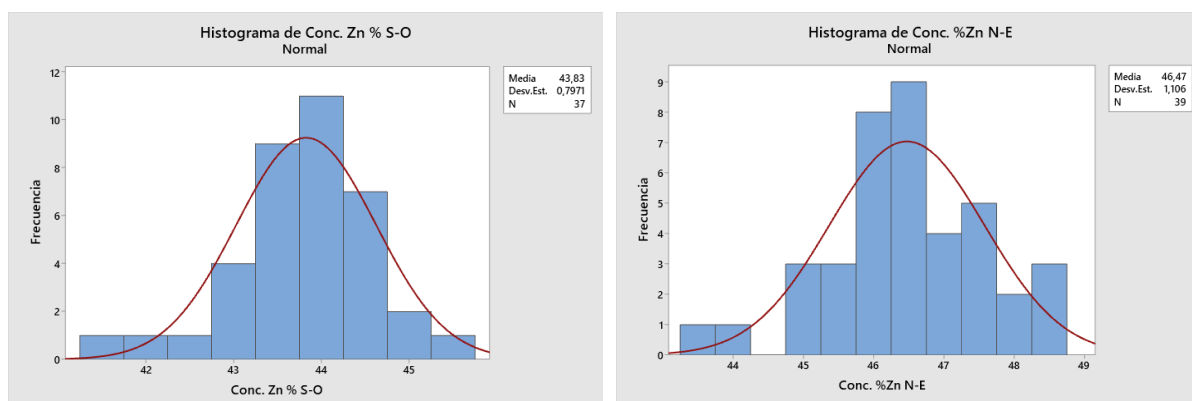 Histograma de Conc. Zn % S-O
Normal
Media 43,83
Desv.Est. 0,7971
N 37
12
10
8
6
4
2
0
Frecuencia
42 43 44 45
Conc. Zn % S-O
Histograma de Conc. %Zn N-E
Normal
Media 46,47
Desv.Est. 1,106
N 39
9
8
7
6
5
4
3
2
1
0
Frecuencia
44 45 46 47 48 49
Conc. %Zn N-E